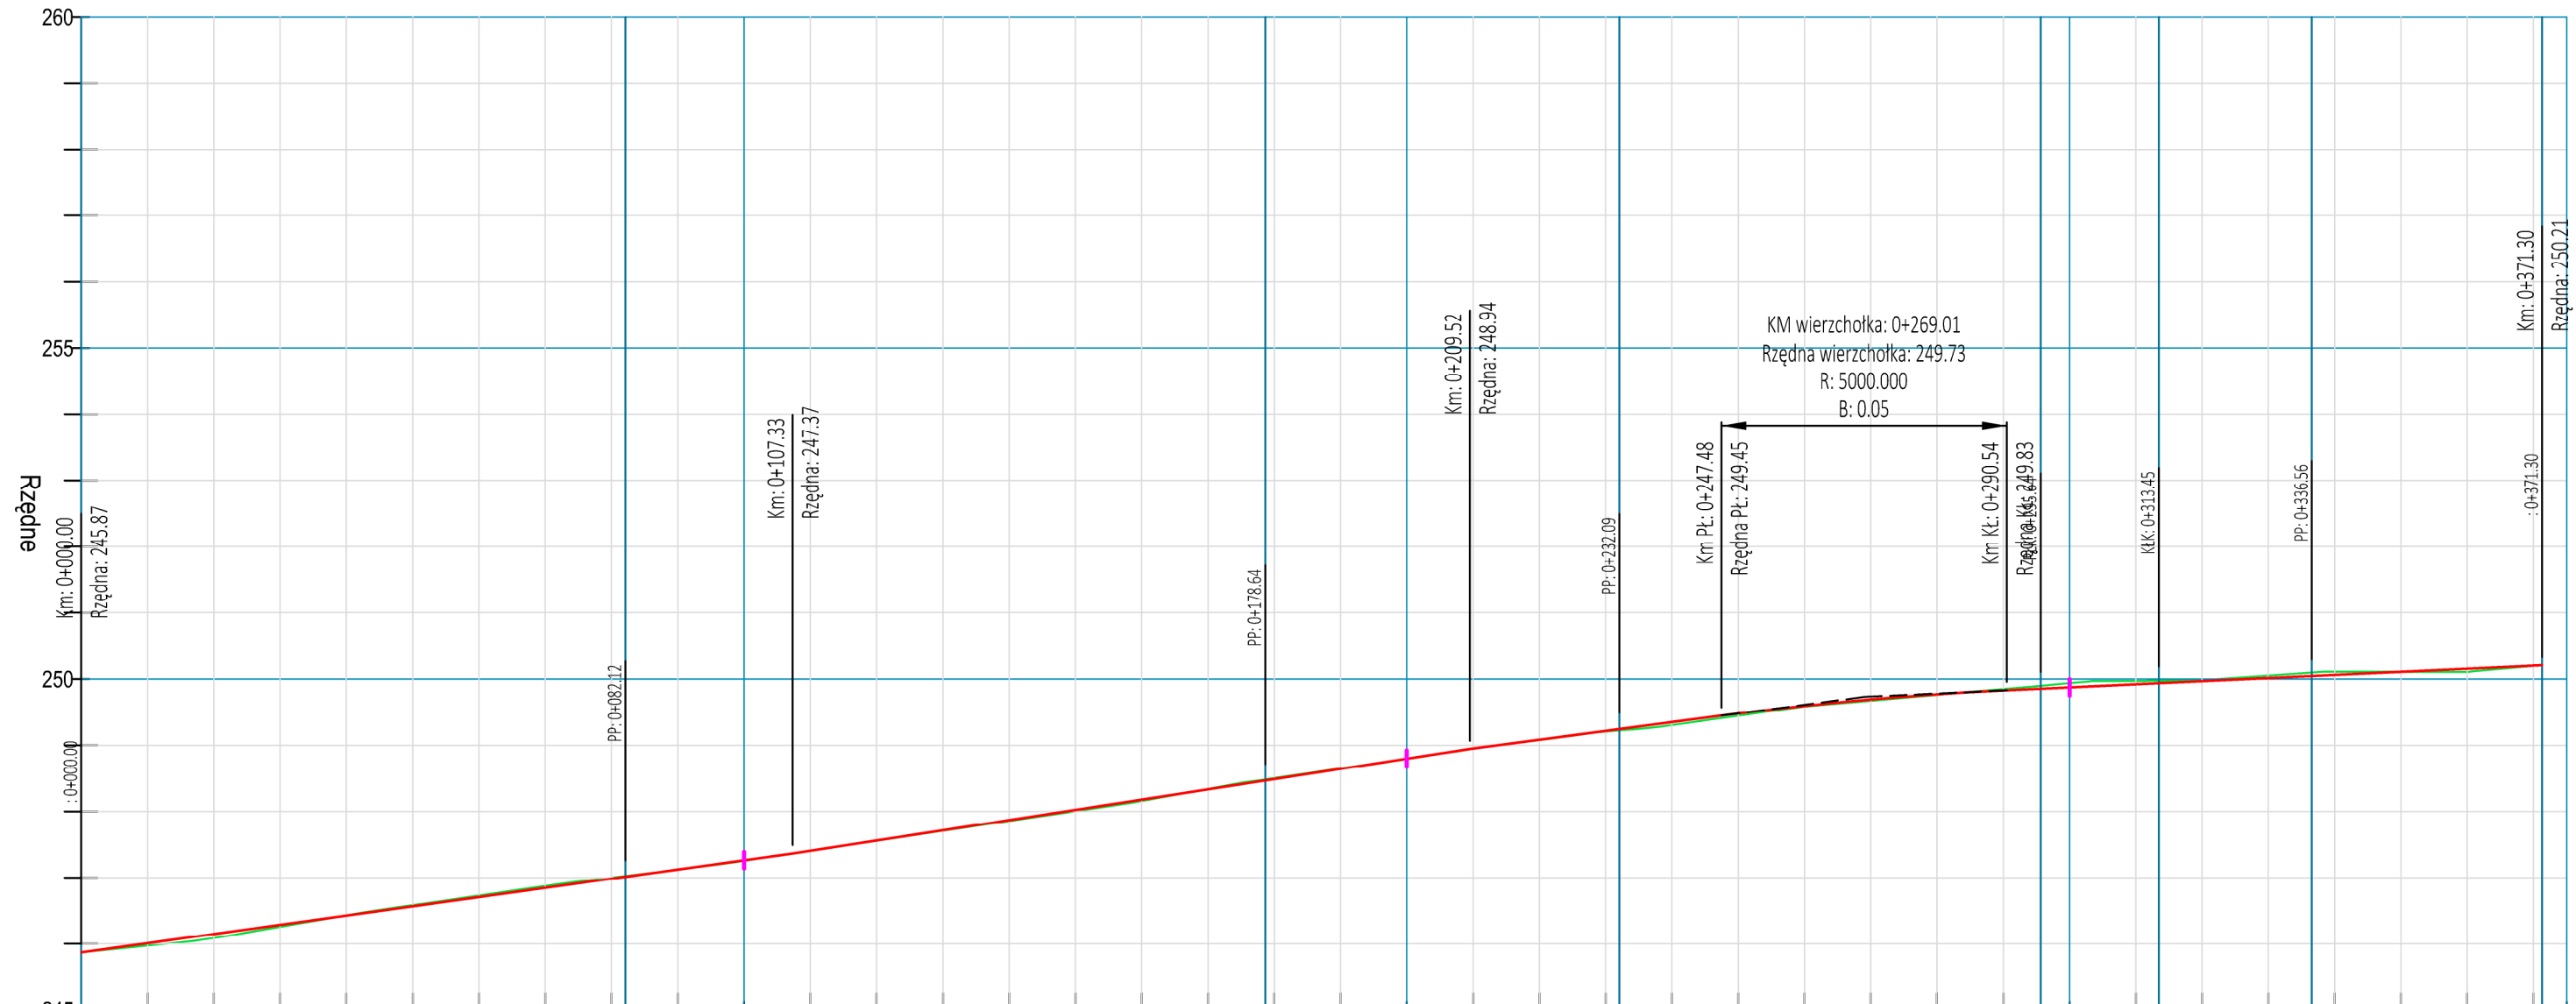 260
255
250
Rzędne
Km: 0+000.00
Rzędna: 245.87
: 0+000.00
PP: 0+082.12
Km: 0+107.33
Rzędna: 247.37
PP: 0+178.64
Km: 0+209.52
Rzędna: 248.94
PP: 0+232.09
KM wierzchołka: 0+269.01
Rzędna wierzchołka: 249.73
R: 5000.000
B: 0.05
Km PŁ: 0+247.48
Rzędna PŁ: 249.45
Km KŁ: 0+290.54
Rzędna KŁ: 249.83
KŁK: 0+313.45
PP: 0+336.56
Km: 0+371.30
Rzędna: 250.21
: 0+371.30